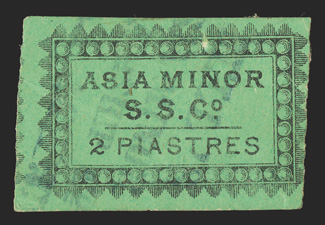 ASIA MINOR
S. S. Cº
2 PIASTRES